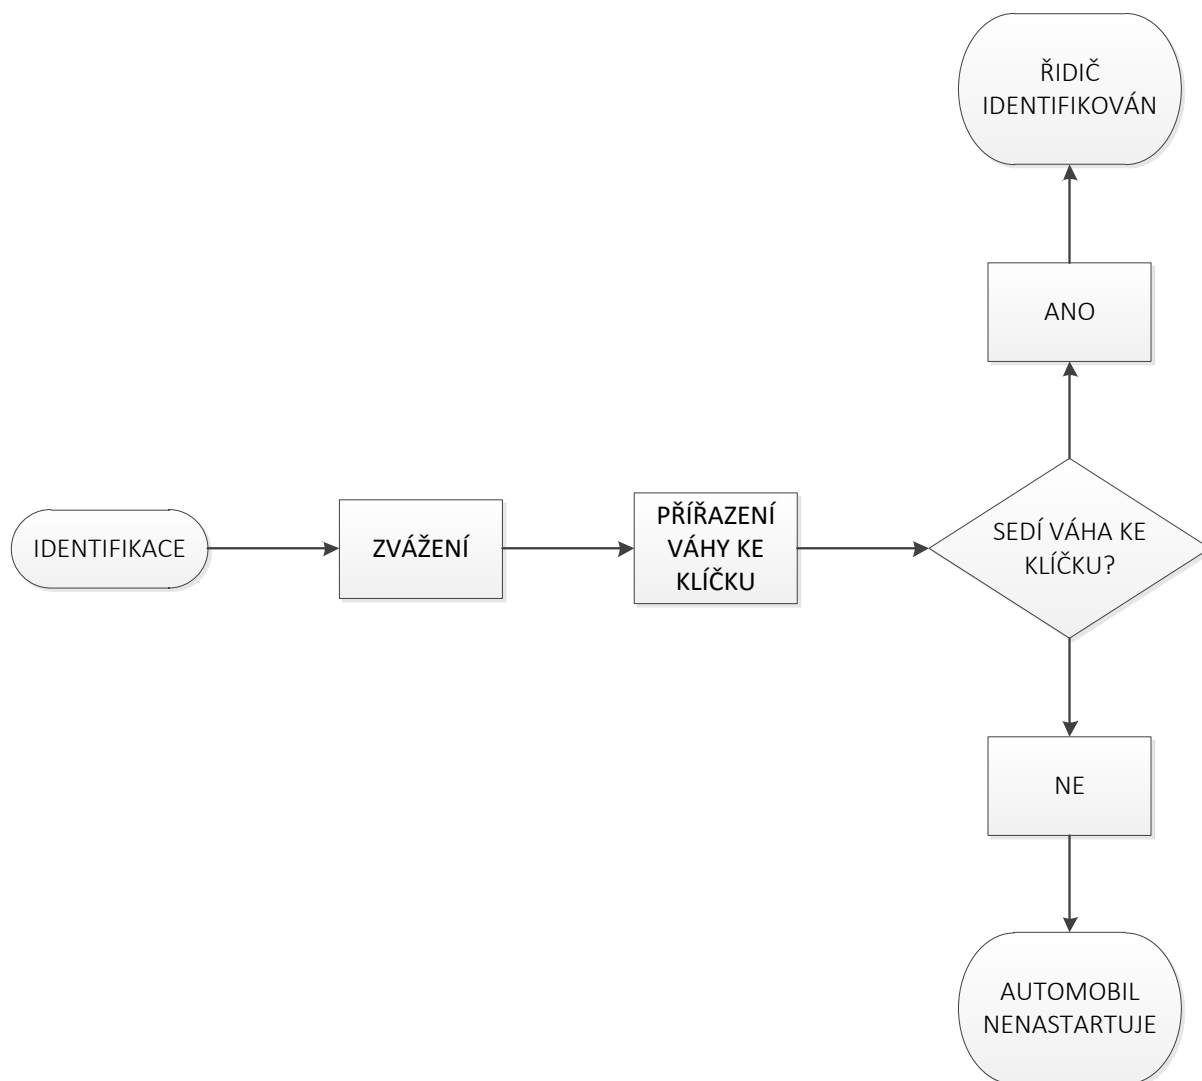 ŘIDIČ
IDENTIFIKOVÁN
ANO
IDENTIFIKACE
ZVÁŽENÍ
PŘÍŘAZENÍ
VÁHY KE
KLÍČKU
SEDÍ VÁHA KE
KLÍČKU?
NE
AUTOMOBIL
NENASTARTUJE